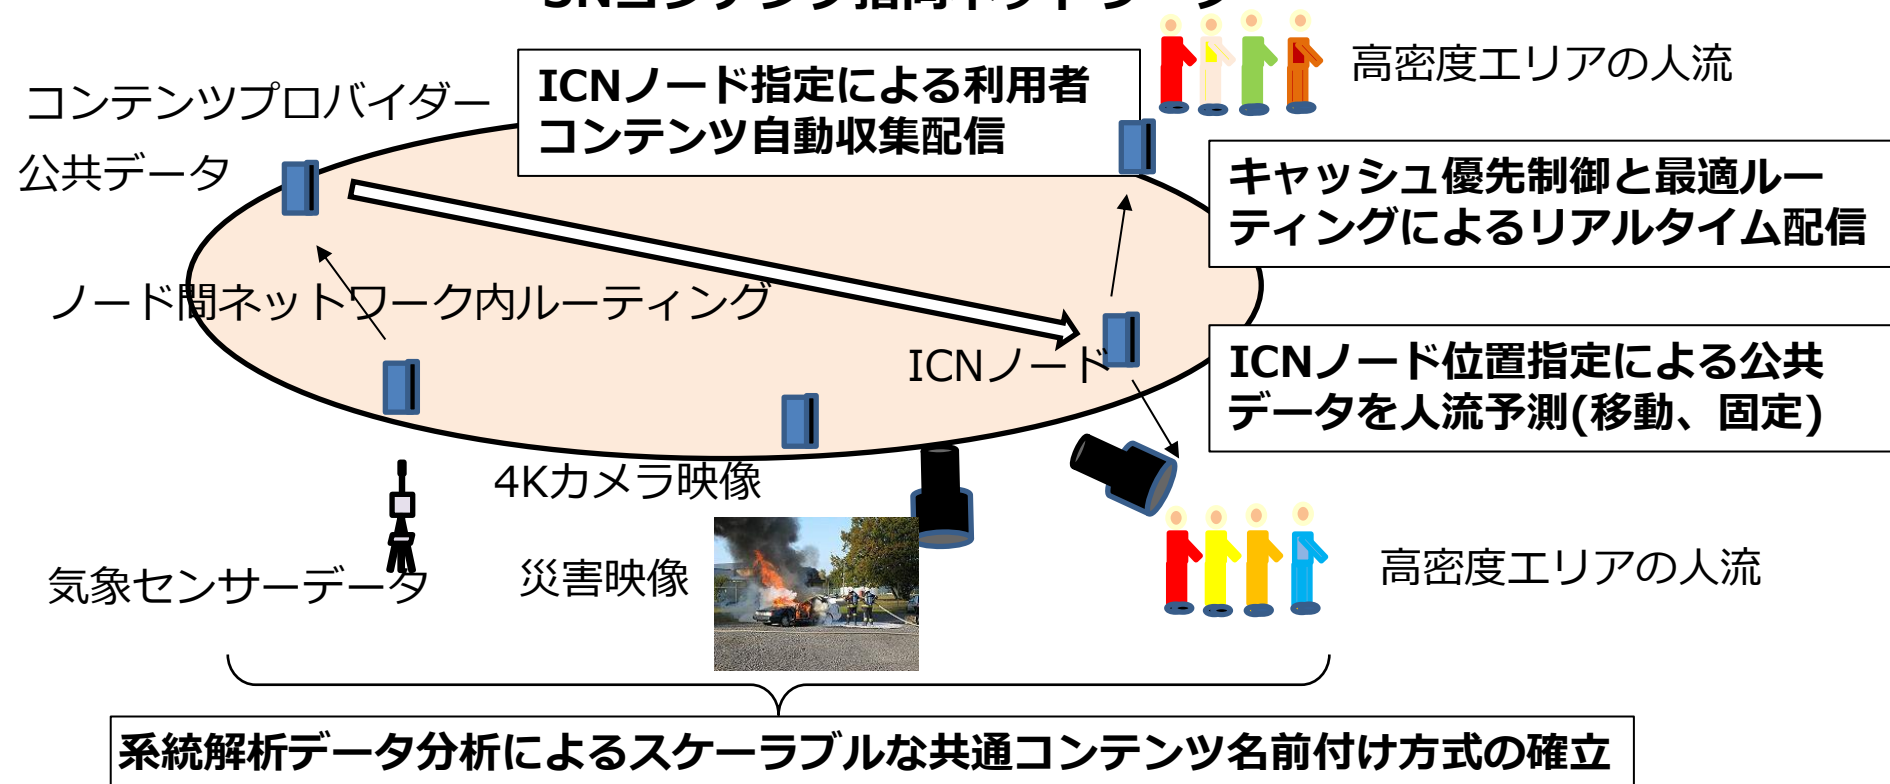 高密度エリアの人流
コンテンツプロバイダー
ICNノード指定による利用者
コンテンツ自動収集配信
公共データ
キャッシュ優先制御と最適ルー
ティングによるリアルタイム配信
ノード間ネットワーク内ルーティング
ICNノード
ICNノード位置指定による公共
データを人流予測(移動、固定)
4Kカメラ映像
気象センサーデータ
災害映像
高密度エリアの人流
系統解析データ分析によるスケーラブルな共通コンテンツ名前付け方式の確立